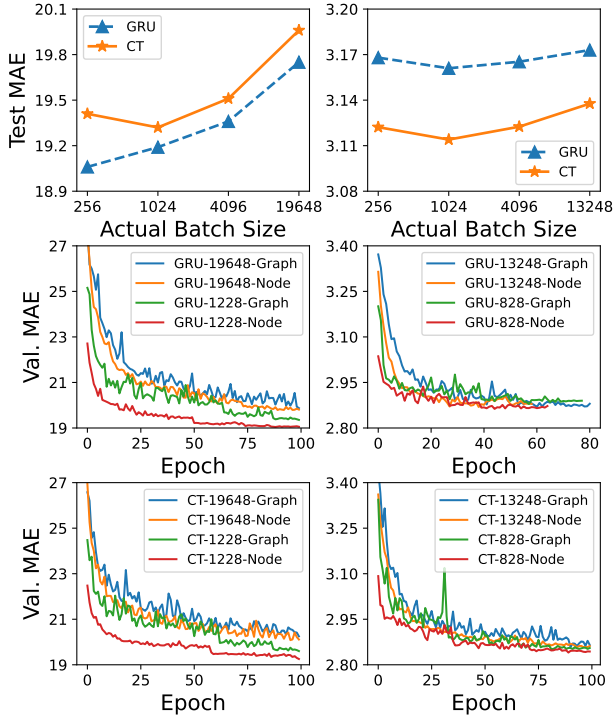 Test MAE
20.1
19.8
19.5
19.2
18.9
GRU
CT
256
1024
4096
19648
Actual Batch Size
3.20
3.17
3.14
3.11
3.08
GRU
CT
256
1024
4096
13248
Actual Batch Size
Val. MAE
27
25
23
21
19
GRU-19648-Graph
GRU-19648-Node
GRU-1228-Graph
GRU-1228-Node
0
25
50
75
100
Epoch
3.40
3.25
3.10
2.95
2.80
GRU-13248-Graph
GRU-13248-Node
GRU-828-Graph
GRU-828-Node
0
20
40
60
80
Epoch
Val. MAE
27
25
23
21
19
CT-19648-Graph
CT-19648-Node
CT-1228-Graph
CT-1228-Node
0
25
50
75
100
Epoch
3.40
3.25
3.10
2.95
2.80
CT-13248-Graph
CT-13248-Node
CT-828-Graph
CT-828-Node
0
25
50
75
100
Epoch